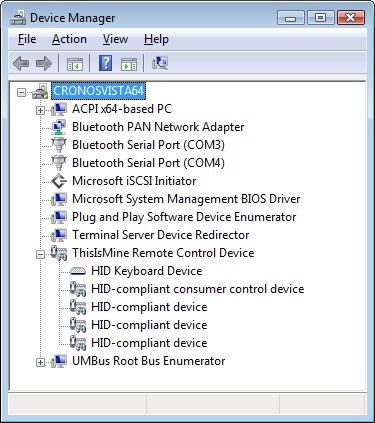 Device Manager
File Action View Help
CRONOSVISTA64
ACPI x64-based PC
Bluetooth PAN Network Adapter
Bluetooth Serial Port (COM3)
Bluetooth Serial Port (COM4)
Microsoft iSCSI Initiator
Microsoft System Management BIOS Driver
Plug and Play Software Device Enumerator
Terminal Server Device Redirector
ThisIsMine Remote Control Device
HID Keyboard Device
HID-compliant consumer control device
HID-compliant device
HID-compliant device
HID-compliant device
UMBus Root Bus Enumerator